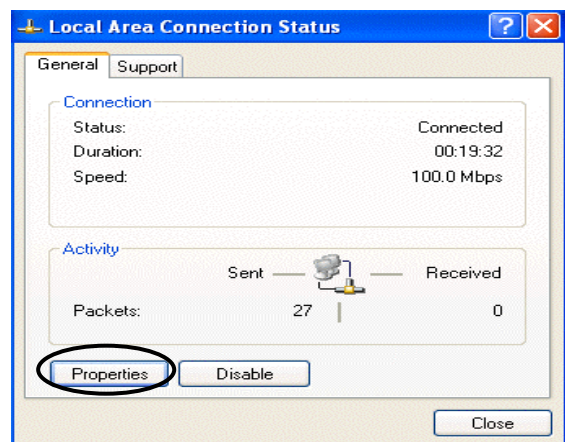 Local Area Connection Status
General Support
Connection
Status: Connected
Duration: 00:19:32
Speed: 100.0 Mbps
Activity
Sent Received
Packets: 27 0
Properties Disable
Close